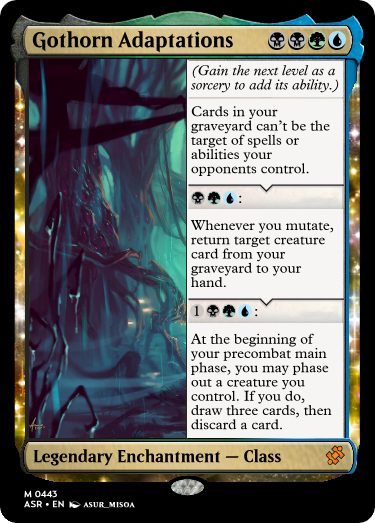 Gothorn Adaptations
(Gain the next level as a
sorcery to add its ability.)
Cards in your
graveyard can't be the
target of spells or
abilities your
opponents control.
:
Whenever you mutate,
return target creature
card from your
graveyard to your
hand.
1 :
At the beginning of
your precombat main
phase, you may phase
out a creature you
control. If you do,
draw three cards, then
discard a card.
Legendary Enchantment — Class
M 0443
ASR • EN ASUR_MISOA